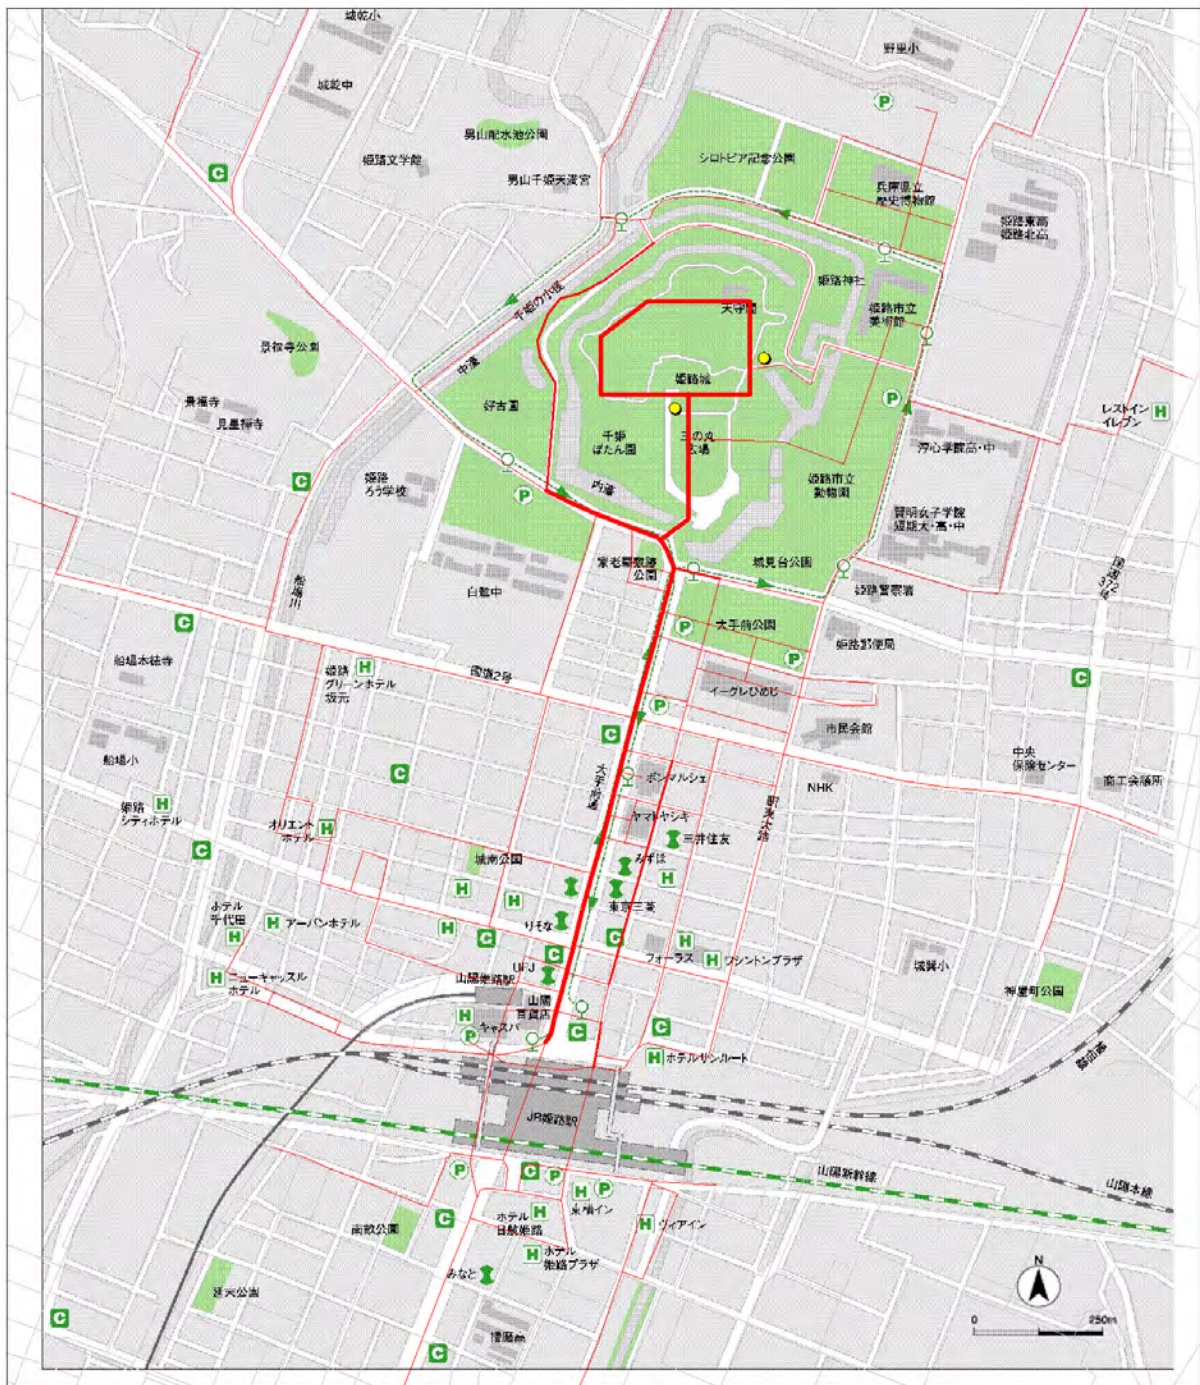 城乾小
野里小
城乾中
P
男山配水池公園
姫路文学館
シロトピア記念公園
C
男山千姫天満宮
兵庫県立
歴史博物館
姫路東高
姫路北高
千姫の小径
姫路神社
天守閣
姫路市立
美術館
景福寺公園
中濠
姫路城
好古園
P
景福寺
見星禅寺
レストイン
イレブン
H
千姫
ぼたん園
三の丸
広場
淳心学院高・中
C
姫路
ろう学校
内濠
姫路市立
動物園
P
賢明女子学院
短期大・高・中
家老屋敷跡
公園
城見台公園
国道
372
号
船場川
白鷺中
姫路警察署
C
P
大手前公園
姫路郵便局
船場本徳寺
姫路
グリーンホテル
坂元
H
国道2号
P
イーグレひめじ
C
P
市民会館
船場小
C
C
大手前通
ボンマルシェ
NHK
中央
保険センター
商工会議所
姫路
シティホテル
H
オリエント
ホテル
H
ヤマトヤシキ
三井住友
みずほ
C
城南公園
H
H
H
東京三菱
ホテル
千代田
H
H
アーバンホテル
H
C
りそな
C
H
フォーラス
H
ワシントンプラザ
城巽小
C
UFJ
H
ニューキャッスル
ホテル
山陽姫路駅
神屋町公園
山陽
百貨店
H
キャスパ
P
C
C
H
ホテルサンルート
JR姫路駅
山陽新幹線
山陽本線
P
C
P
H
P
東横イン
南畝公園
C
ホテル
日航姫路
H
H
ヴィアイン
H
ホテル
姫路プラザ
みなと
延末公園
N
C
播磨高
0
250m
C